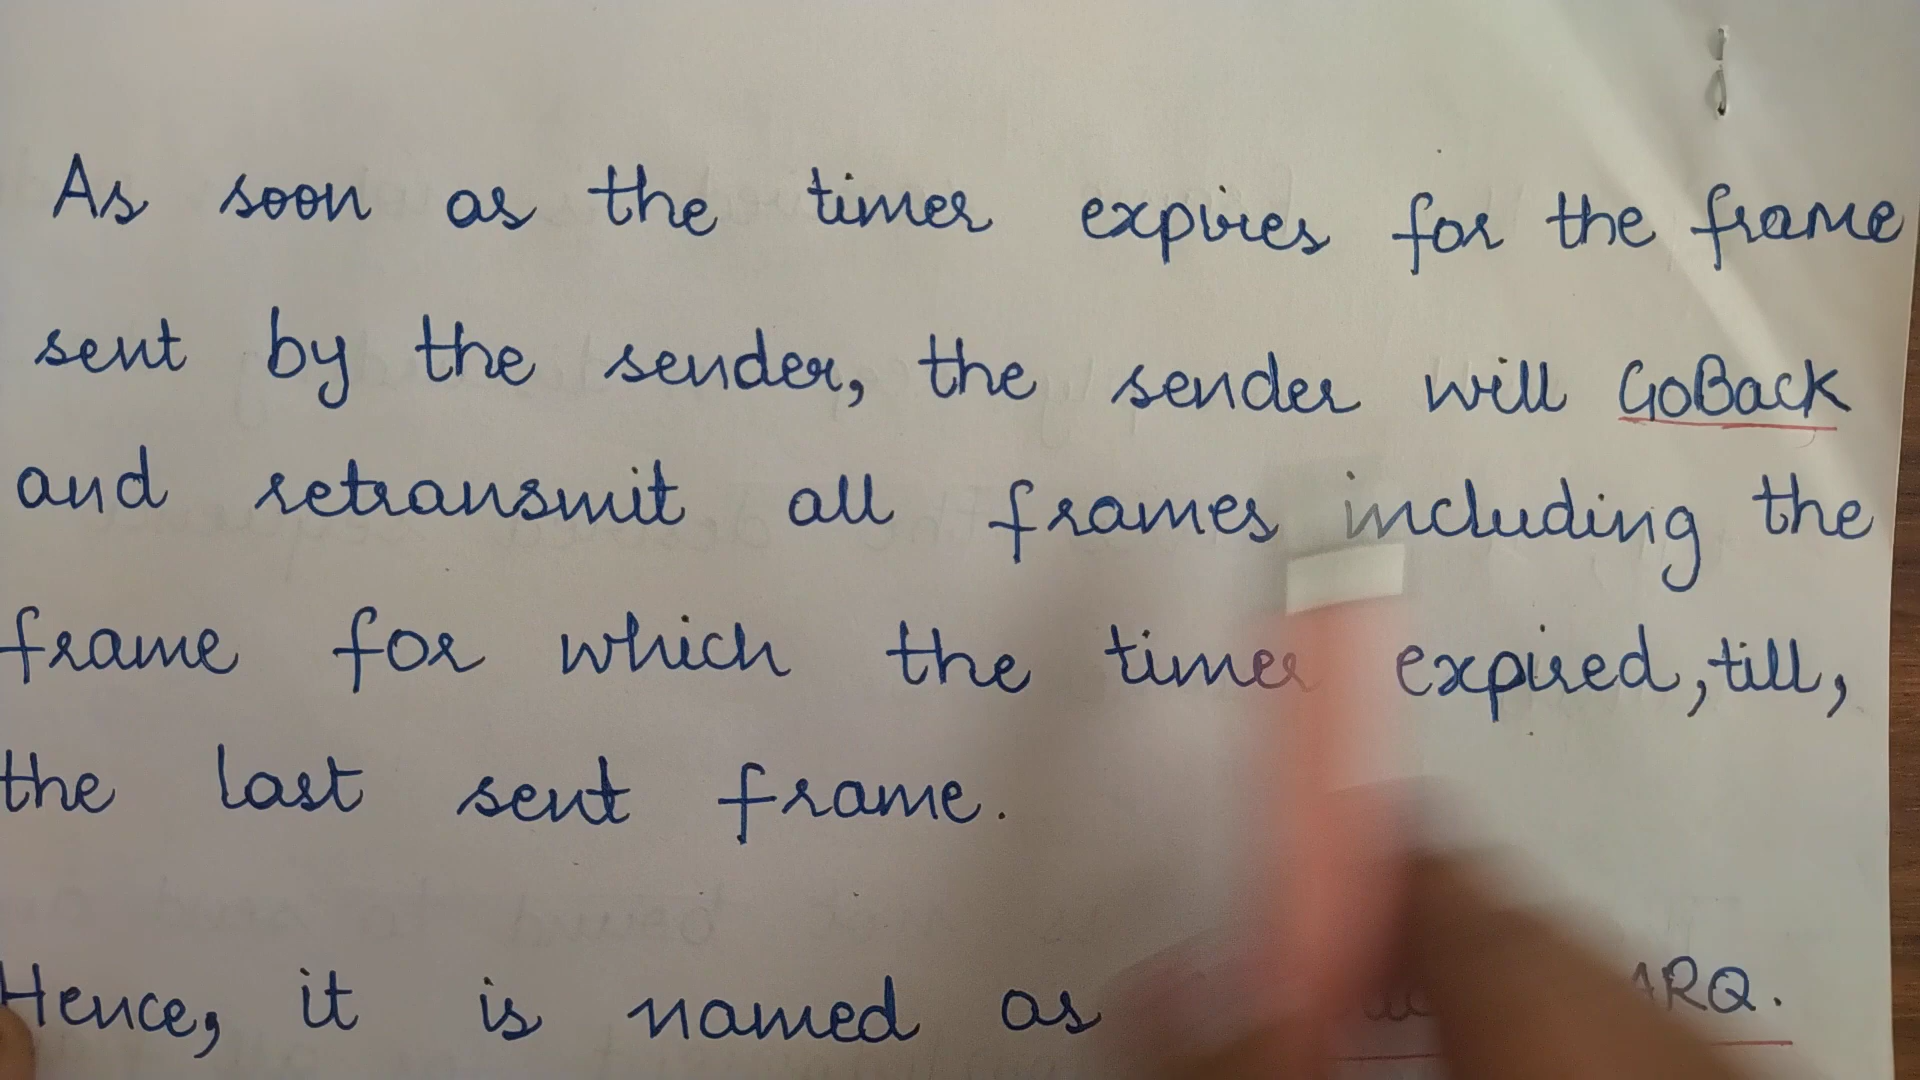 As soon as the timer expires for the frame
sent by the sender, the sender will GoBack
and retransmit all frames including the
frame for which the timer expired, till,
the last sent frame.
Hence, it is named as ARQ.